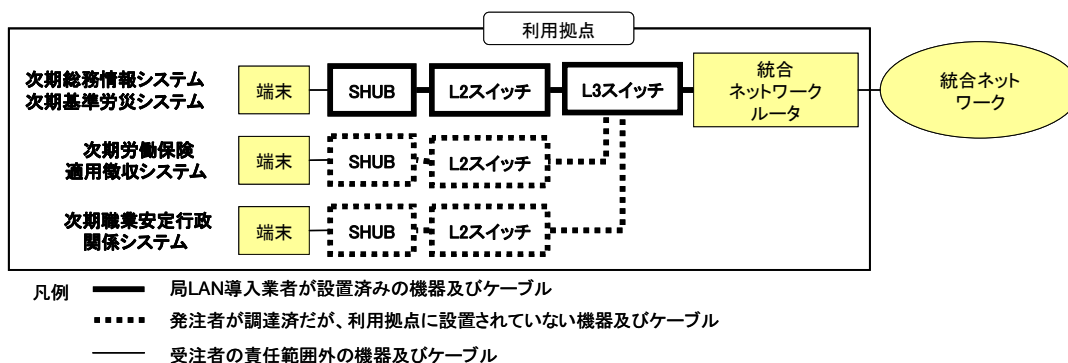 利用拠点
次期総務情報システム
次期基準労災システム
端末
SHUB
L2スイッチ
L3スイッチ
統合
ネットワーク
ルータ
統合ネット
ワーク
次期労働保険
適用徴収システム
端末
SHUB
L2スイッチ
次期職業安定行政
関係システム
端末
SHUB
L2スイッチ
凡例
局LAN導入業者が設置済みの機器及びケーブル
発注者が調達済だが、利用拠点に設置されていない機器及びケーブル
受注者の責任範囲外の機器及びケーブル